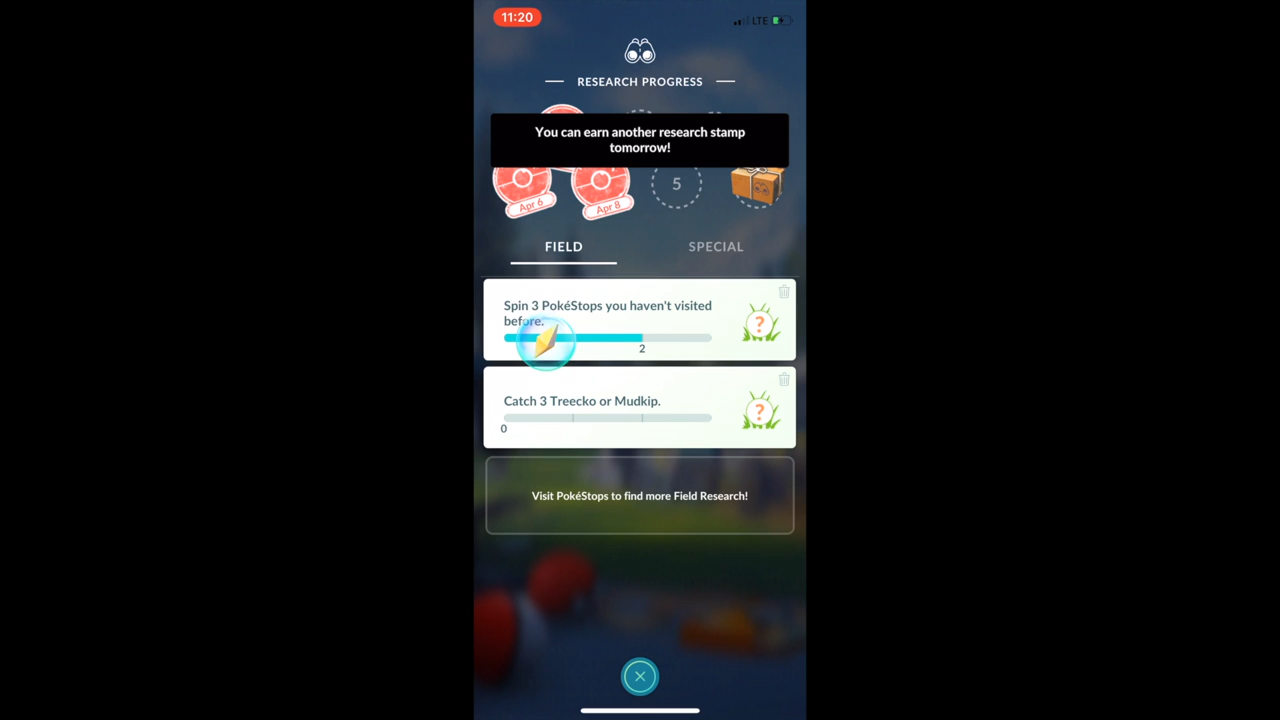 11:20
LTE
RESEARCH PROGRESS
You can earn another research stamp
tomorrow!
Apr 6
Apr 8
5
FIELD
SPECIAL
Spin 3 PokéStops you haven't visited
before.
2
?
Catch 3 Treecko or Mudkip.
0
?
Visit PokéStops to find more Field Research!